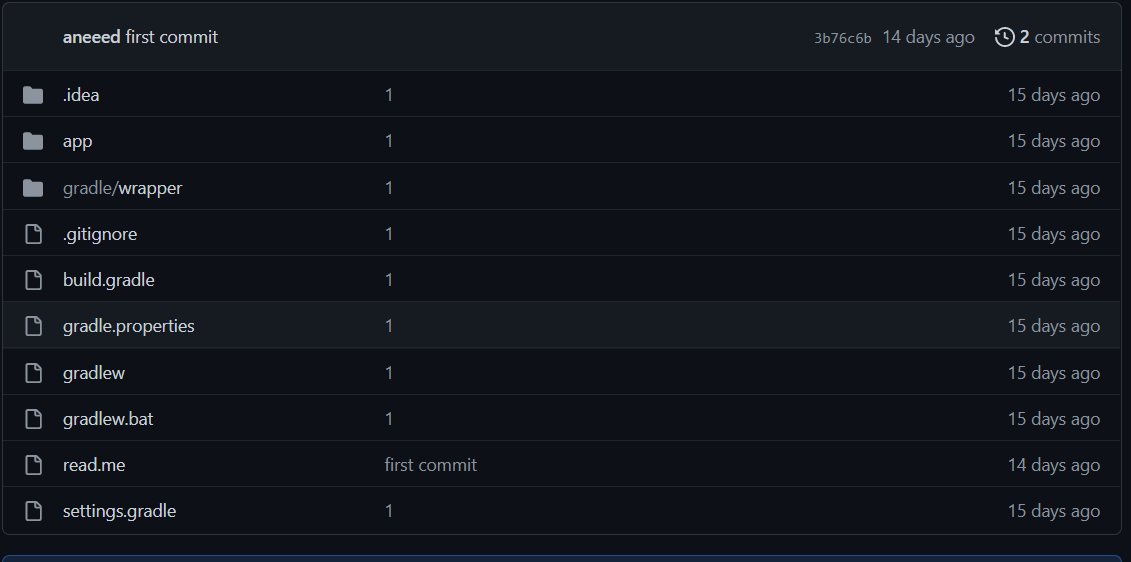 aneeed first commit 3b76c6b 14 days ago 2 commits
.idea 1 15 days ago
app 1 15 days ago
gradle/wrapper 1 15 days ago
.gitignore 1 15 days ago
build.gradle 1 15 days ago
gradle.properties 1 15 days ago
gradlew 1 15 days ago
gradlew.bat 1 15 days ago
read.me first commit 14 days ago
settings.gradle 1 15 days ago